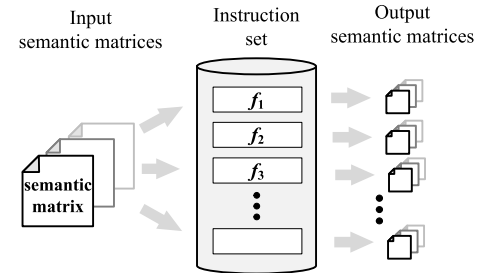 Input
semantic matrices
Instruction
set
Output
semantic matrices
f1
f2
f3
semantic
matrix